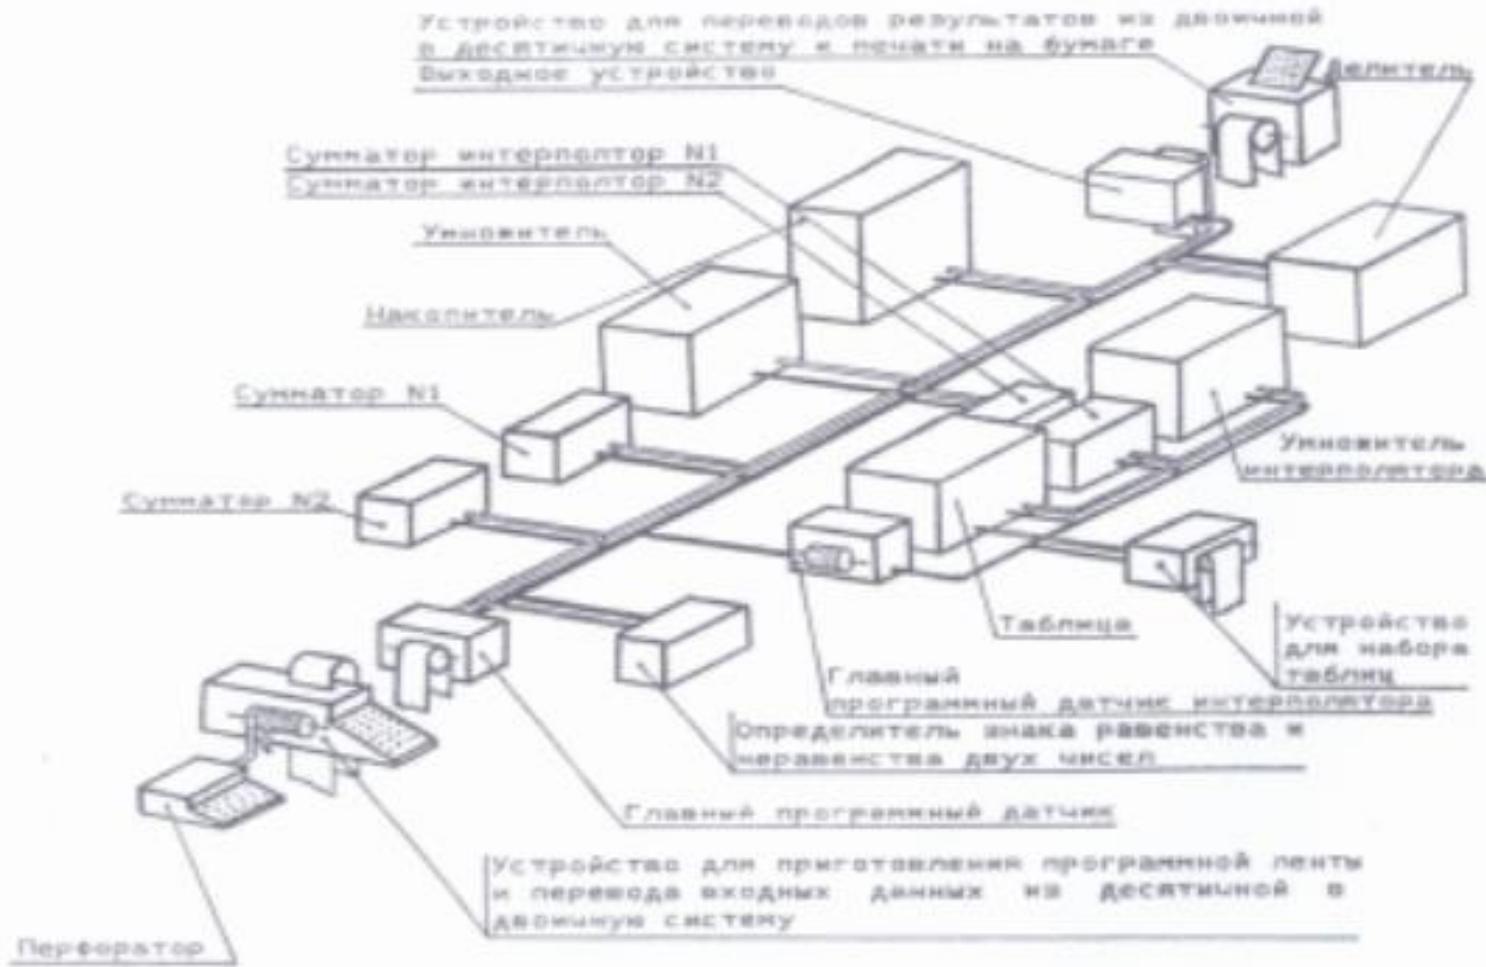 Устройство для переводов результатов из двоичной
в десятичную систему и печати на бумаге
Выходное устройство
Делитель
Сумматор интерполтор N1
Сумматор интерполтор N2
Умножитель
Накопитель
Сумматор N1
Сумматор N2
Умножитель
интерполятора
Таблица
Устройство
для набора
таблиц
Главный
программный датчик интерполятора
Определитель знака равенства и
неравенства двух чисел
Главный программный датчик
Устройство для приготовления программной ленты
и перевода входных данных из десятичной в
двоичную систему
Перфоратор